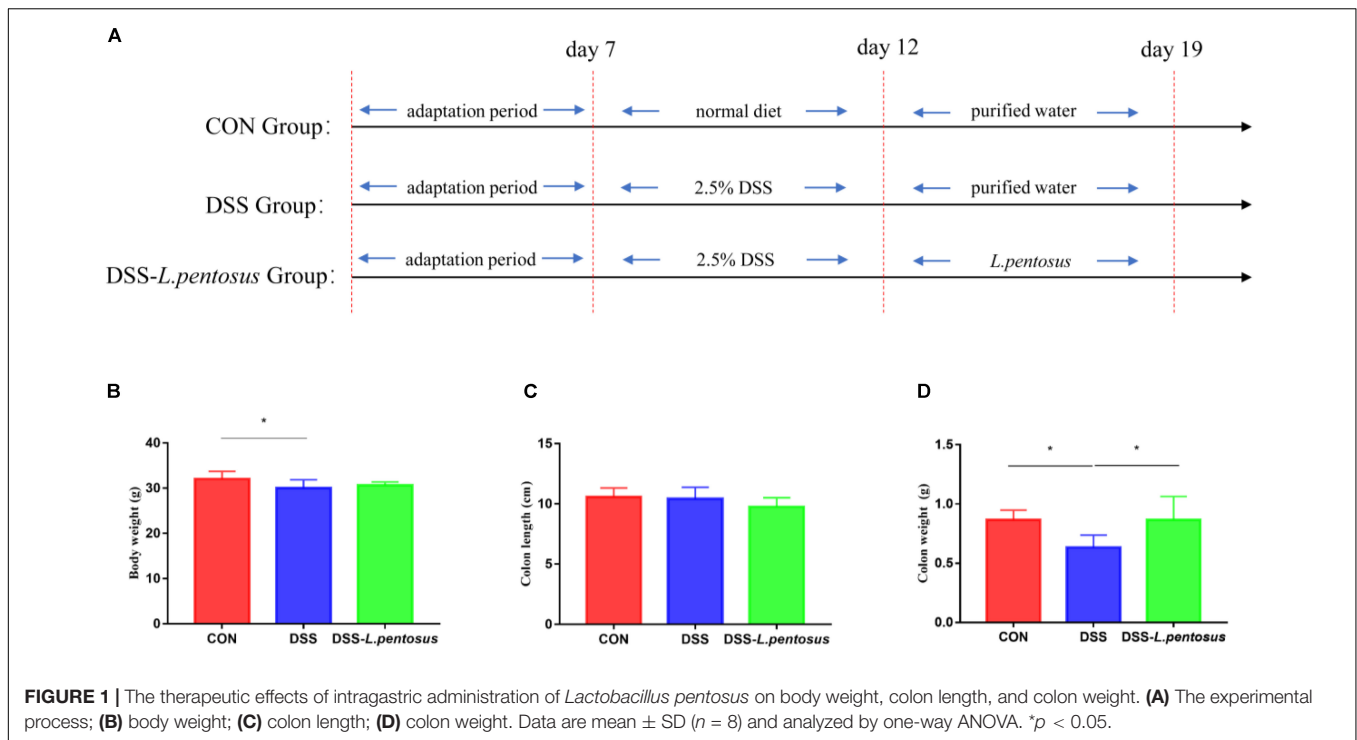 A
day 7
day 12
day 19
CON Group:
adaptation period
normal diet
purified water
DSS Group:
adaptation period
2.5% DSS
purified water
DSS-L.pentosus Group:
adaptation period
2.5% DSS
L.pentosus
B
*
Body weight (g)
40
30
20
10
0
CON
DSS
DSS-L.pentosus
C
Colon length (cm)
15
10
5
0
CON
DSS
DSS-L.pentosus
D
*
*
Colon weight (g)
1.5
1.0
0.5
0.0
CON
DSS
DSS-L.pentosus
FIGURE 1 | The therapeutic effects of intragastric administration of Lactobacillus pentosus on body weight, colon length, and colon weight. (A) The experimental
process; (B) body weight; (C) colon length; (D) colon weight. Data are mean ± SD (n = 8) and analyzed by one-way ANOVA. *p < 0.05.